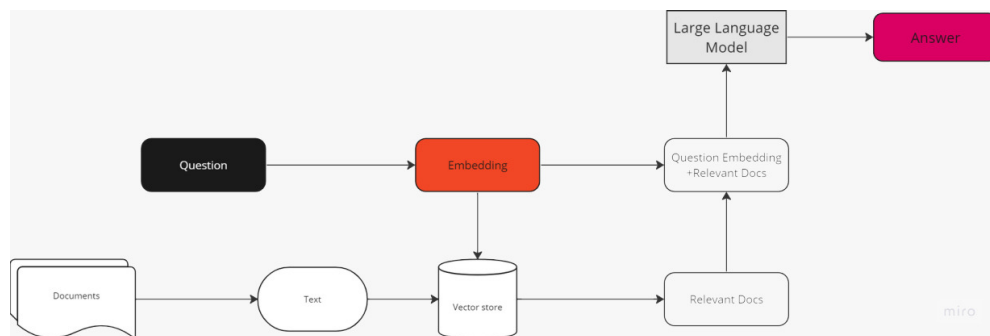 Large Language
Model
Answer
Question
Embedding
Question Embedding
+Relevant Docs
Documents
Text
Vector store
Relevant Docs
miro